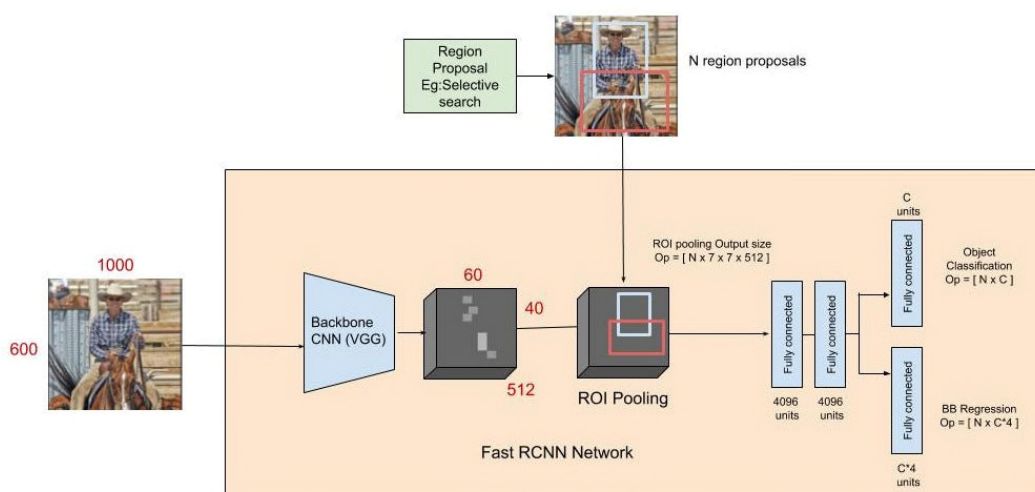 Region
Proposal
Eg:Selective
search
N region proposals
1000
600
Backbone
CNN (VGG)
60
40
512
ROI Pooling
ROI pooling Output size
Op = [ N x 7 x 7 x 512 ]
Fully connected
4096
units
Fully connected
4096
units
C
units
Fully connected
Object
Classification
Op = [ N x C ]
Fully connected
C*4
units
BB Regression
Op = [ N x C*4 ]
Fast RCNN Network